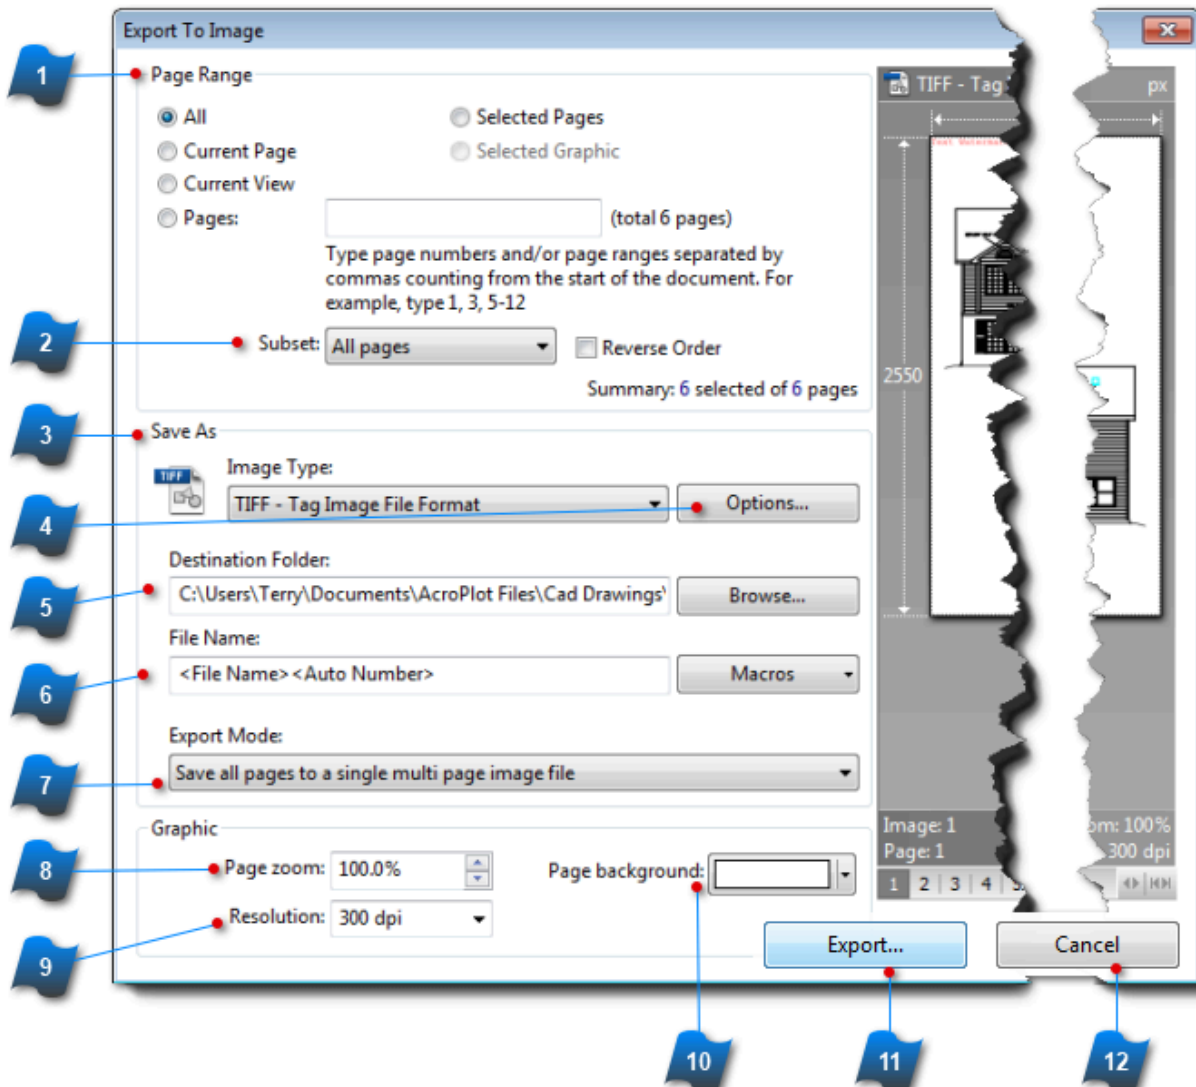 Export To Image
1
Page Range
All
Selected Pages
Current Page
Selected Graphic
Current View
Pages:
(total 6 pages)
Type page numbers and/or page ranges separated by
commas counting from the start of the document. For
example, type 1, 3, 5-12
2
Subset:
All pages
Reverse Order
Summary: 6 selected of 6 pages
3
Save As
TIFF
Image Type:
TIFF - Tag Image File Format
Options...
4
Destination Folder:
5
C:\Users\Terry\Documents\AcroPlot Files\Cad Drawings\
Browse...
File Name:
6
<File Name><Auto Number>
Macros
Export Mode:
7
Save all pages to a single multi page image file
Graphic
8
Page zoom:
100.0%
Page background:
9
Resolution:
300 dpi
Export...
Cancel
10
11
12
TIFF - Tag
px
2550
Image: 1
om: 100%
Page: 1
300 dpi
1 2 3 4